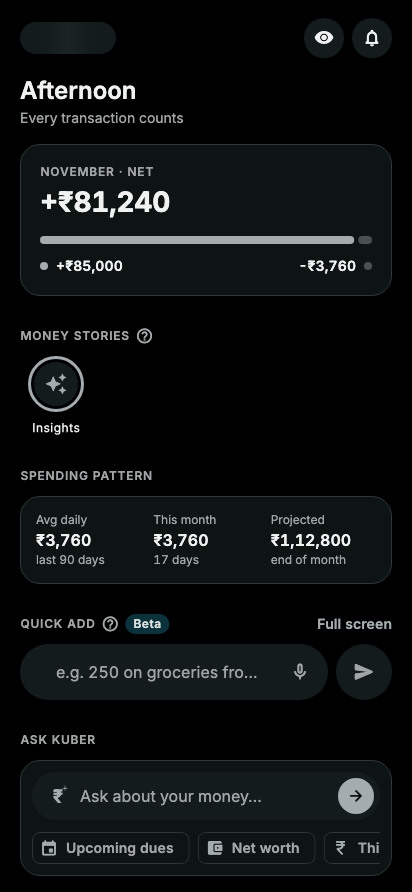 Afternoon
Every transaction counts
NOVEMBER · NET
+₹81,240
+₹85,000 -₹3,760
MONEY STORIES
Insights
SPENDING PATTERN
Avg daily This month Projected
₹3,760 ₹3,760 ₹1,12,800
last 90 days 17 days end of month
QUICK ADD Beta Full screen
e.g. 250 on groceries fro...
ASK KUBER
Ask about your money...
Upcoming dues Net worth Thi